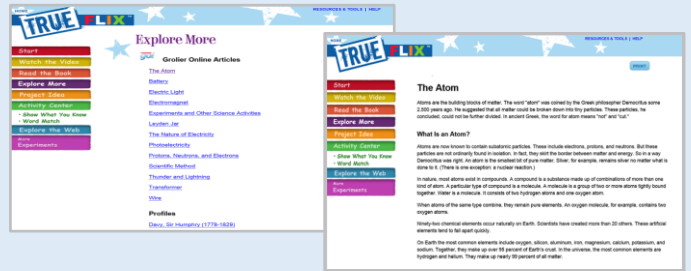 HOME
RESOURCES & TOOLS | HELP
TRUE FLIX
Start
Watch the Video
Read the Book
Explore More
Project Idea
Activity Center
- Show What You Know
- Word Match
Explore the Web
More
Experiments
Explore More
Grolier Online Articles
The Atom
Battery
Electric Light
Electromagnet
Experiments and Other Science Activities
Leyden Jar
The Nature of Electricity
Photoelectricity
Protons, Neutrons, and Electrons
Scientific Method
Thunder and Lightning
Transformer
Wire
Profiles
Davy, Sir Humphry (1778-1829)
HOME
RESOURCES & TOOLS | HELP
TRUE FLIX
PRINT
Start
Watch the Video
Read the Book
Explore More
Project Idea
Activity Center
- Show What You Know
- Word Match
Explore the Web
More
Experiments
The Atom
Atoms are the building blocks of matter. The word "atom" was coined by the Greek philosopher Democritus some
2,500 years ago. He suggested that all matter could be broken down into tiny particles. These particles, he
concluded, could not be further divided. In ancient Greek, the word for atom means "not" and "cut."
What Is an Atom?
Atoms are now known to contain subatomic particles. These include electrons, protons, and neutrons. But these
particles are not ordinarily found in isolation. In fact, they skirt the border between matter and energy. So in a way
Democritus was right. An atom is the smallest bit of pure matter. Silver, for example, remains silver no matter what is
done to it. (There is one exception: a nuclear reaction.)
In nature, most atoms exist in compounds. A compound is a substance made up of combinations of more than one
kind of atom. A particular type of compound is a molecule. A molecule is a group of two or more atoms tightly bound
together. Water is a molecule. It consists of two hydrogen atoms and one oxygen atom.
When atoms of the same type combine, they remain pure elements. An oxygen molecule, for example, contains two
oxygen atoms.
Ninety-two chemical elements occur naturally on Earth. Scientists have created more than 20 others. These artificial
elements tend to fall apart quickly.
On Earth the most common elements include oxygen, silicon, aluminum, iron, magnesium, calcium, potassium, and
sodium. Together, they make up over 95 percent of Earth's crust. In the universe, the most common elements are
hydrogen and helium. They make up nearly 99 percent of all matter.